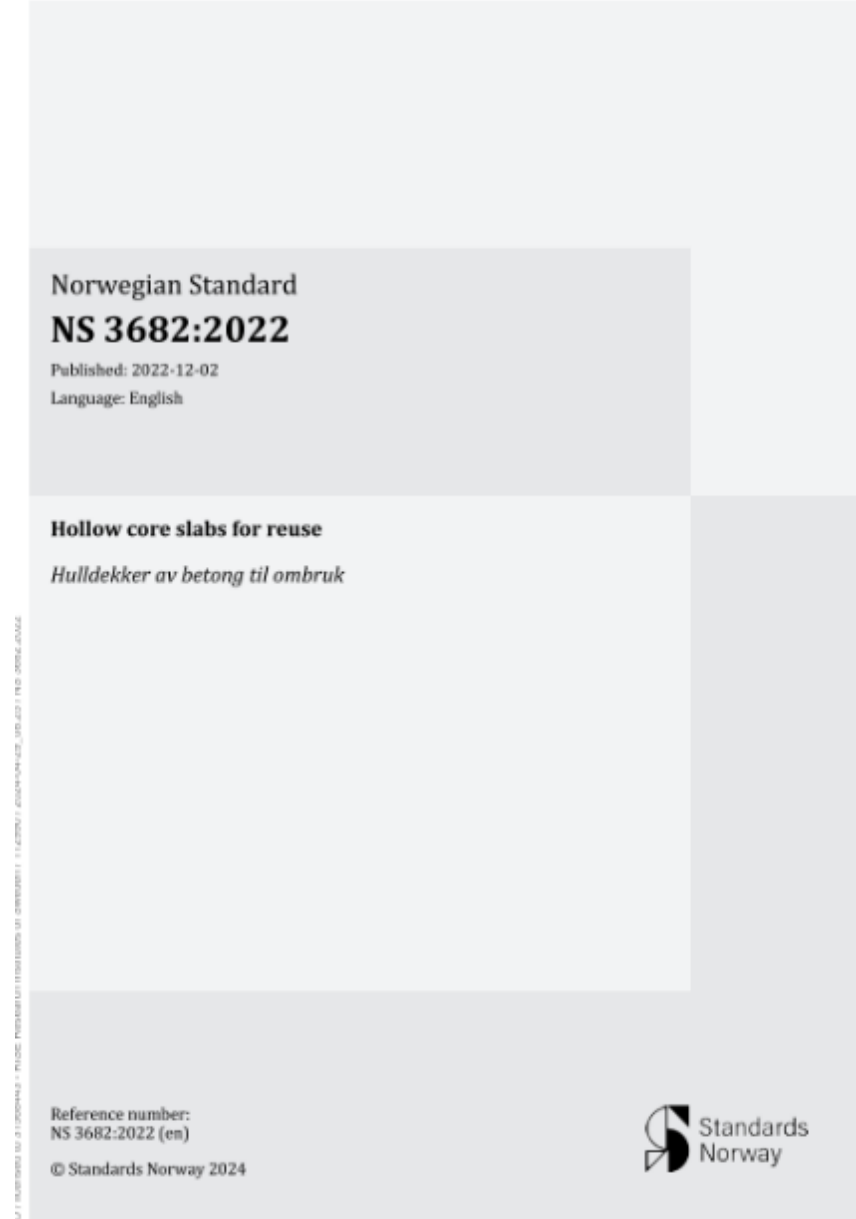 Norwegian Standard
NS 3682:2022
Published: 2022-12-02
Language: English
Hollow core slabs for reuse
Hulldekker av betong til ombruk
Reference number:
NS 3682:2022 (en)
© Standards Norway 2024
Standards
Norway